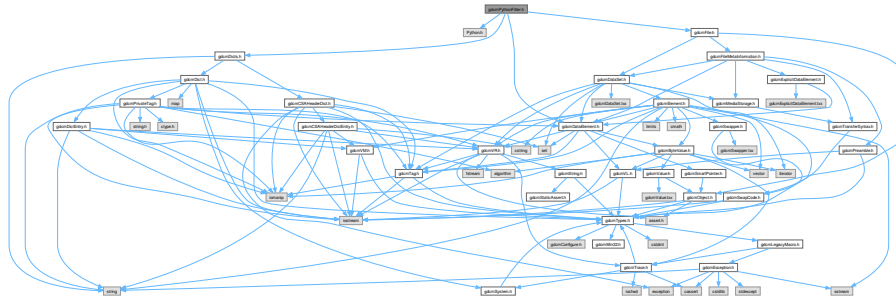 gdcmPythonFilter.h
Python.h
gdcmFile.h
gdcmDicts.h
gdcmFileMetaInformation.h
gdcmDict.h
gdcmDataSet.h
gdcmExplicitDataElement.h
gdcmPrivateTag.h
map
gdcmCSAHeaderDict.h
gdcmDataSet.txx
gdcmElement.h
gdcmMediaStorage.h
gdcmExplicitDataElement.txx
gdcmDictEntry.h
string.h
ctype.h
gdcmCSAHeaderDictEntry.h
gdcmDataElement.h
limits
cmath
gdcmSwapper.h
gdcmTransferSyntax.h
gdcmVM.h
gdcmVR.h
cstring
set
gdcmByteValue.h
gdcmSwapper.txx
gdcmPreamble.h
gdcmTag.h
fstream
algorithm
gdcmString.h
gdcmVL.h
gdcmValue.h
gdcmSmartPointer.h
vector
iterator
iomanip
gdcmStaticAssert.h
gdcmValue.txx
gdcmObject.h
gdcmSwapCode.h
iostream
gdcmTypes.h
assert.h
gdcmConfigure.h
gdcmWin32.h
cstdint
gdcmLegacyMacro.h
gdcmTrace.h
gdcmException.h
string
gdcmSystem.h
iosfwd
exception
cassert
cstdlib
stdexcept
sstream